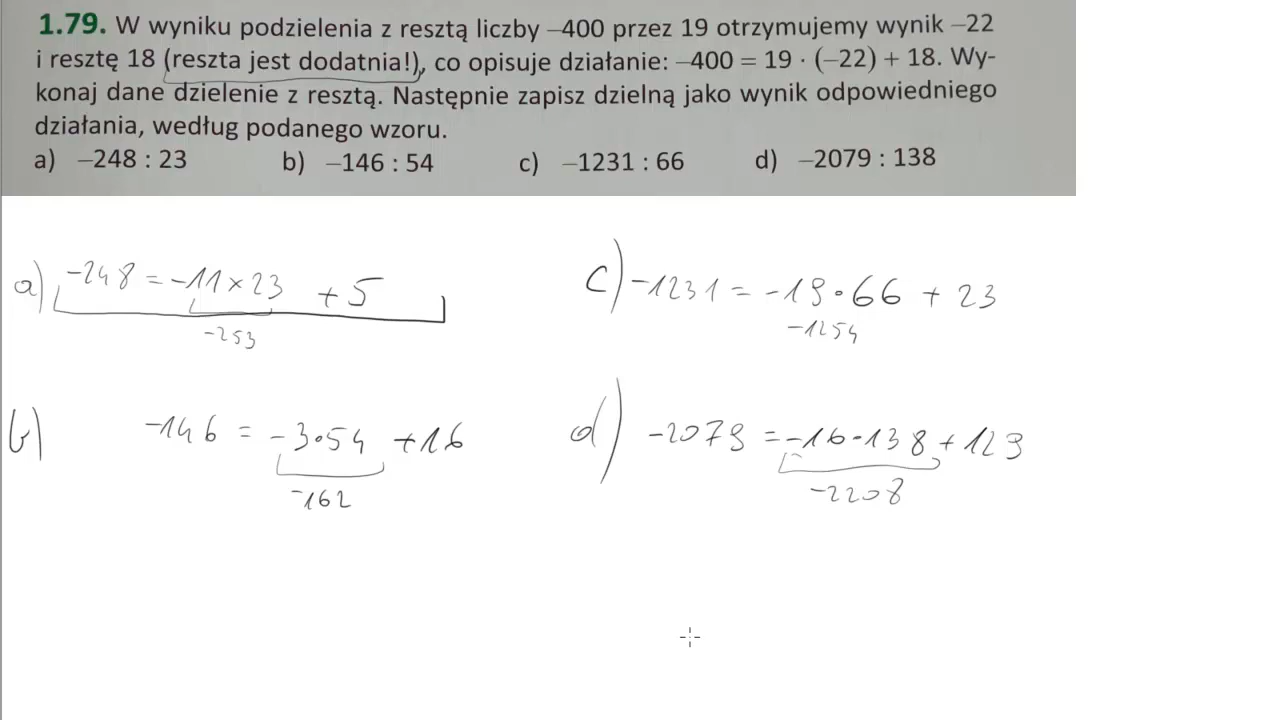 1.79. W wyniku podzielenia z resztą liczby –400 przez 19 otrzymujemy wynik –22
i resztę 18 (reszta jest dodatnia!), co opisuje działanie: –400 = 19 · (–22) + 18. Wy-
konaj dane dzielenie z resztą. Następnie zapisz dzielną jako wynik odpowiedniego
działania, według podanego wzoru.
a) –248 : 23 b) –146 : 54 c) –1231 : 66 d) –2079 : 138
a) -248 = -11 × 23 + 5
-253
b) -146 = -3·54 + 16
-162
c) -1231 = -19·66 + 23
-1254
d) -2079 = -16·138 + 129
-2208